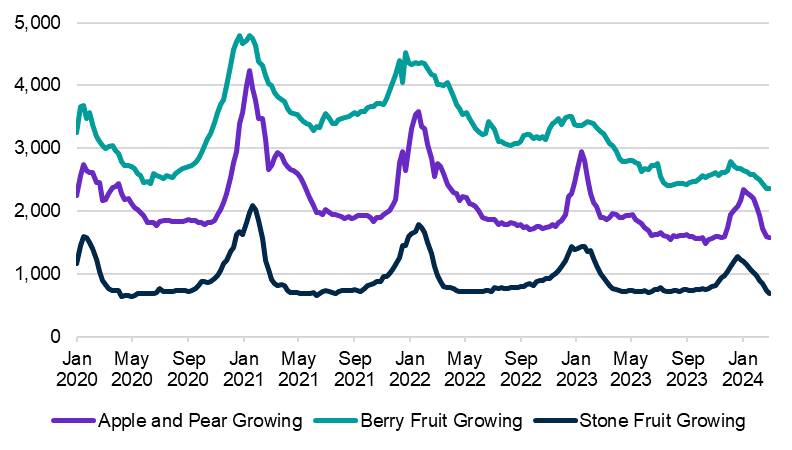 5,000
4,000
3,000
2,000
1,000
0
Jan May Sep Jan May Sep Jan May Sep Jan May Sep Jan
2020 2020 2020 2021 2021 2021 2022 2022 2022 2023 2023 2023 2024
Apple and Pear Growing Berry Fruit Growing Stone Fruit Growing